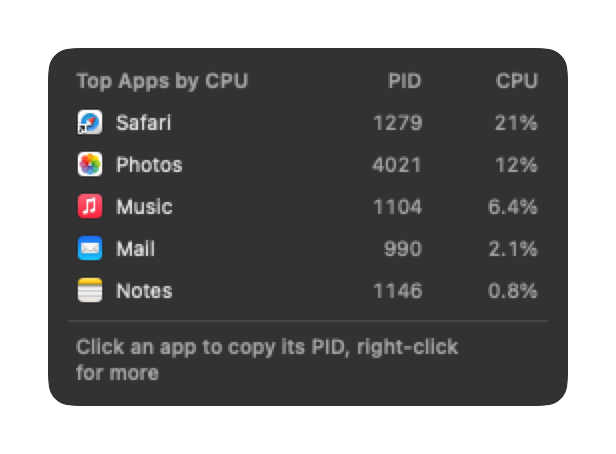 Top Apps by CPU PID CPU
Safari 1279 21%
Photos 4021 12%
Music 1104 6.4%
Mail 990 2.1%
Notes 1146 0.8%
Click an app to copy its PID, right-click
for more